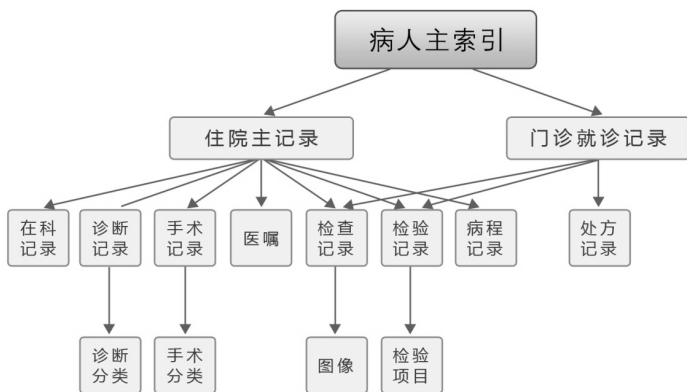 病人主索引
住院主记录
门诊就诊记录
在科
记录
诊断
记录
手术
记录
医嘱
检查
记录
检验
记录
病程
记录
处方
记录
诊断
分类
手术
分类
图像
检验
项目